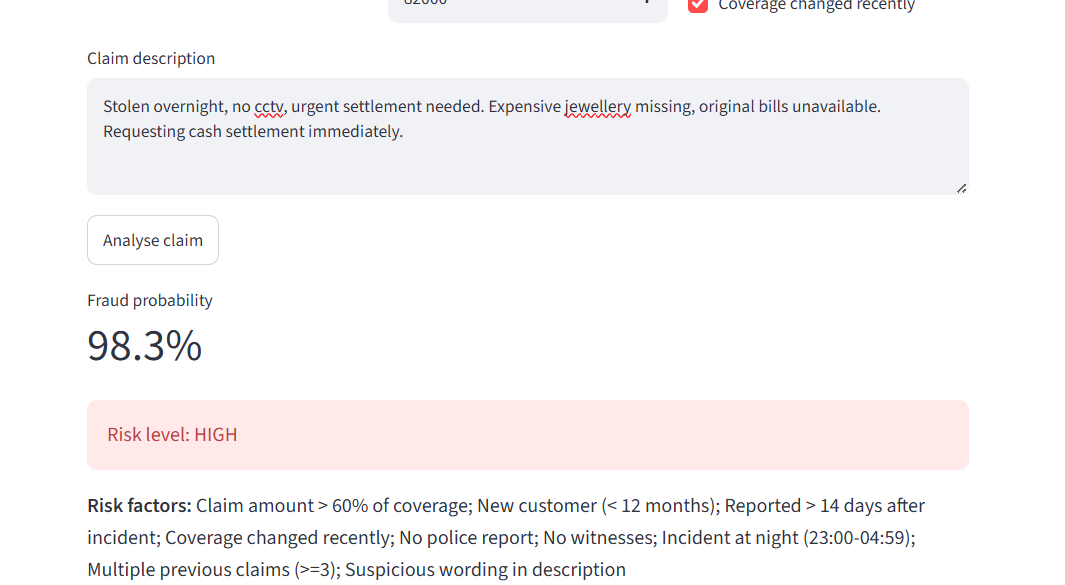 Coverage changed recently
Claim description
Stolen overnight, no cctv, urgent settlement needed. Expensive jewellery missing, original bills unavailable.
Requesting cash settlement immediately.
Analyse claim
Fraud probability
98.3%
Risk level: HIGH
Risk factors: Claim amount > 60% of coverage; New customer (< 12 months); Reported > 14 days after
incident; Coverage changed recently; No police report; No witnesses; Incident at night (23:00-04:59);
Multiple previous claims (>=3); Suspicious wording in description